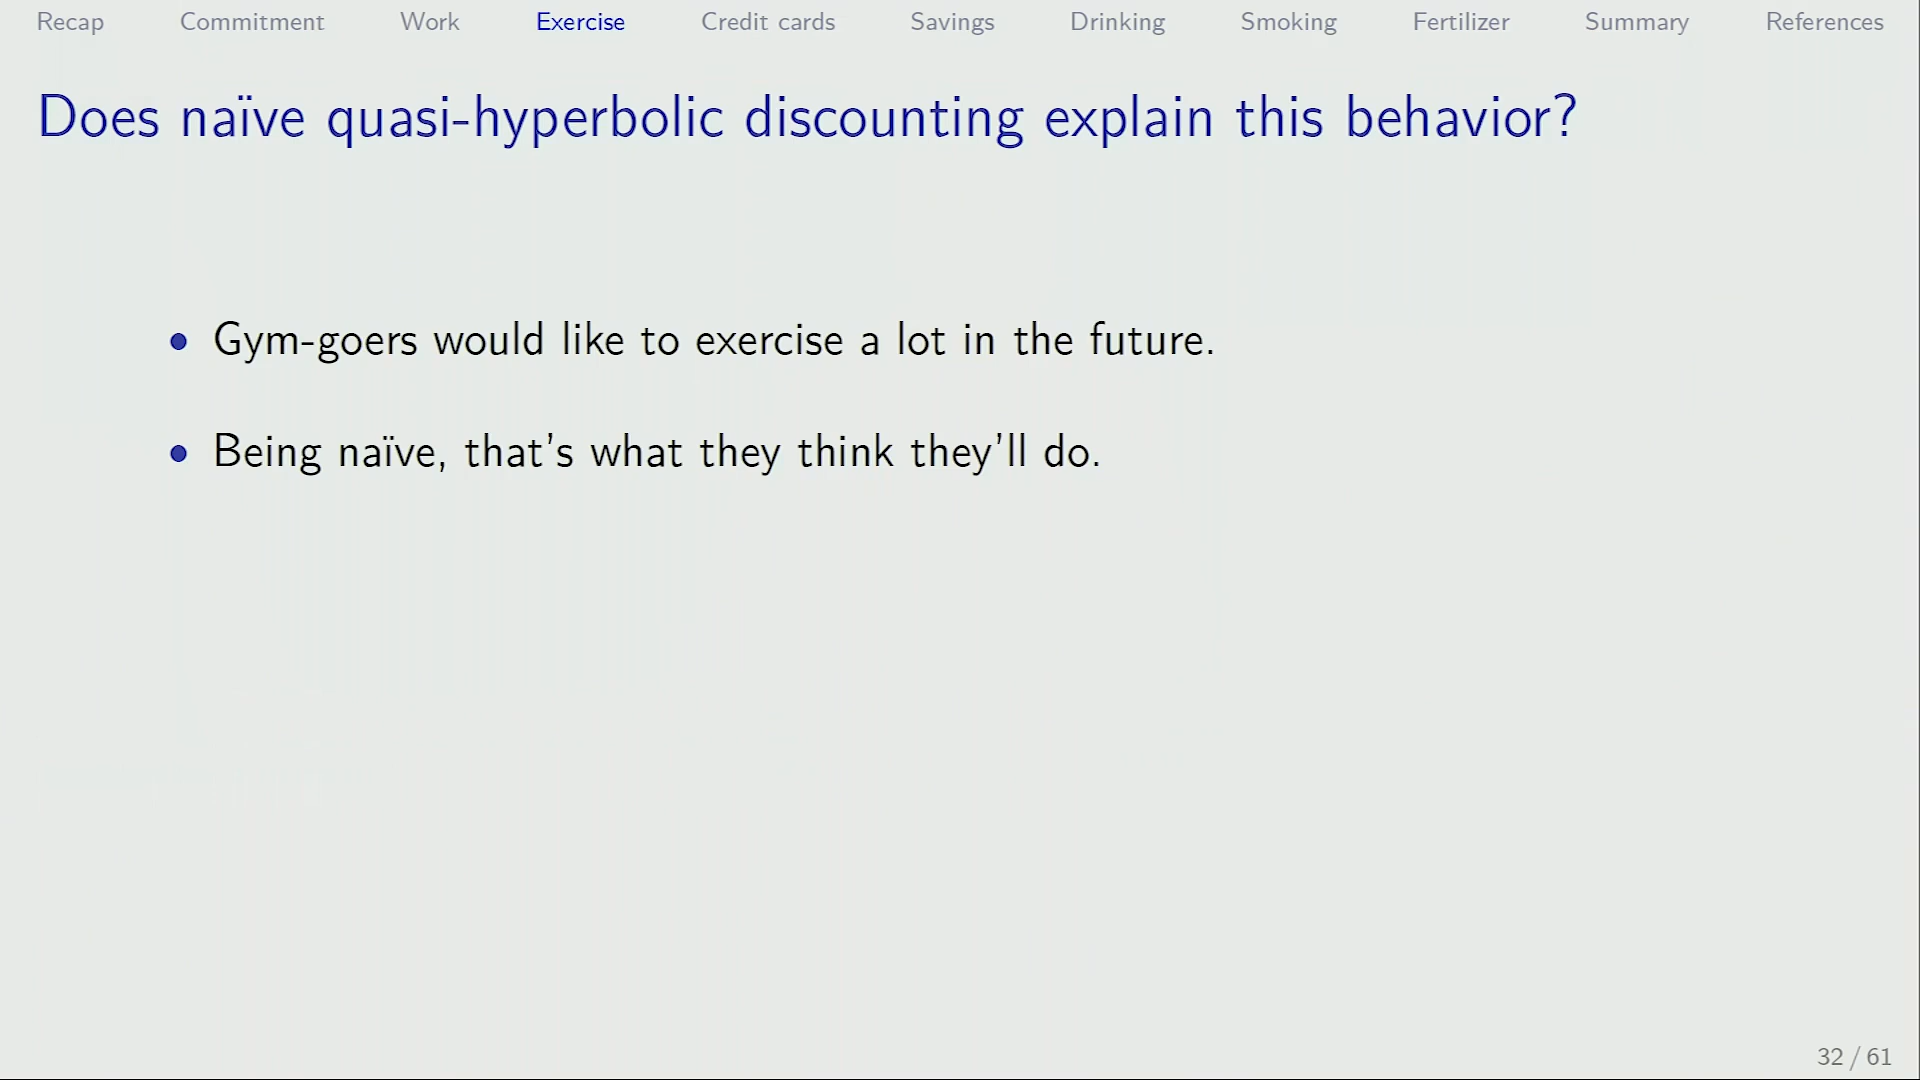 Recap Commitment Work Exercise Credit cards Savings Drinking Smoking Fertilizer Summary References
Does naïve quasi-hyperbolic discounting explain this behavior?
• Gym-goers would like to exercise a lot in the future.
• Being naïve, that's what they think they'll do.
32 / 61